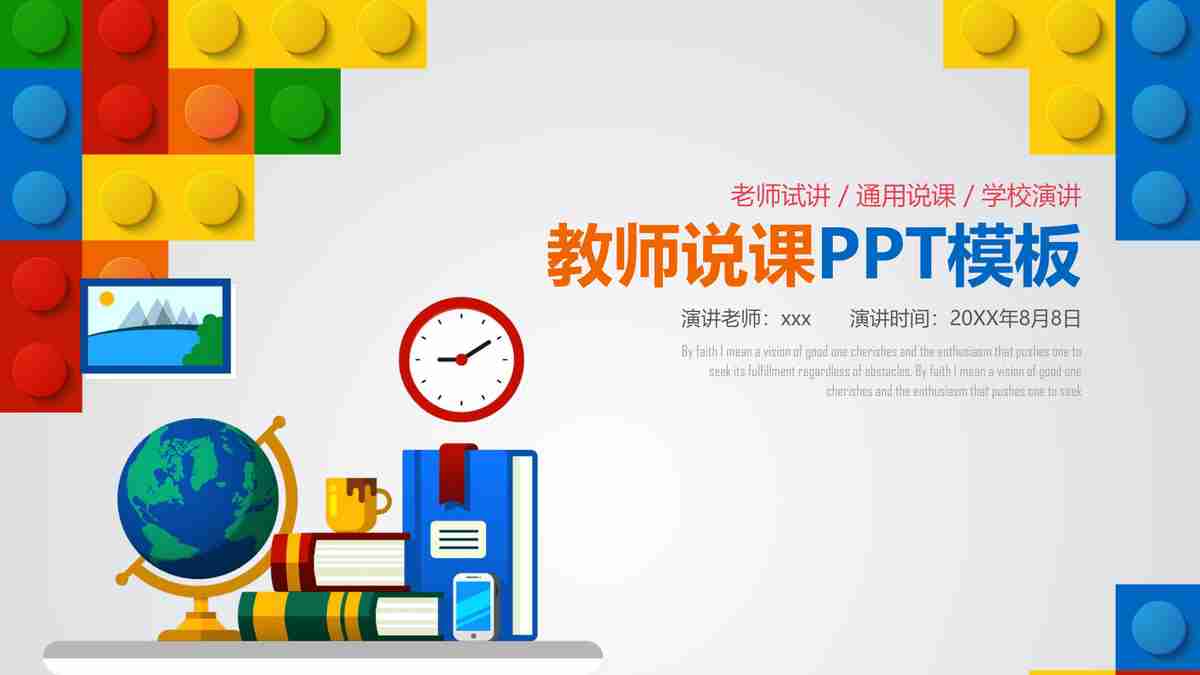 老师试讲 / 通用说课 / 学校演讲
教师说课PPT模板
演讲老师：xxx 演讲时间：20XX年8月8日
By faith I mean a vision of good one cherishes and the enthusiasm that pushes one to
seek its fulfillment regardless of obstacles. By faith I mean a vision of good one
cherishes and the enthusiasm that pushes one to seek